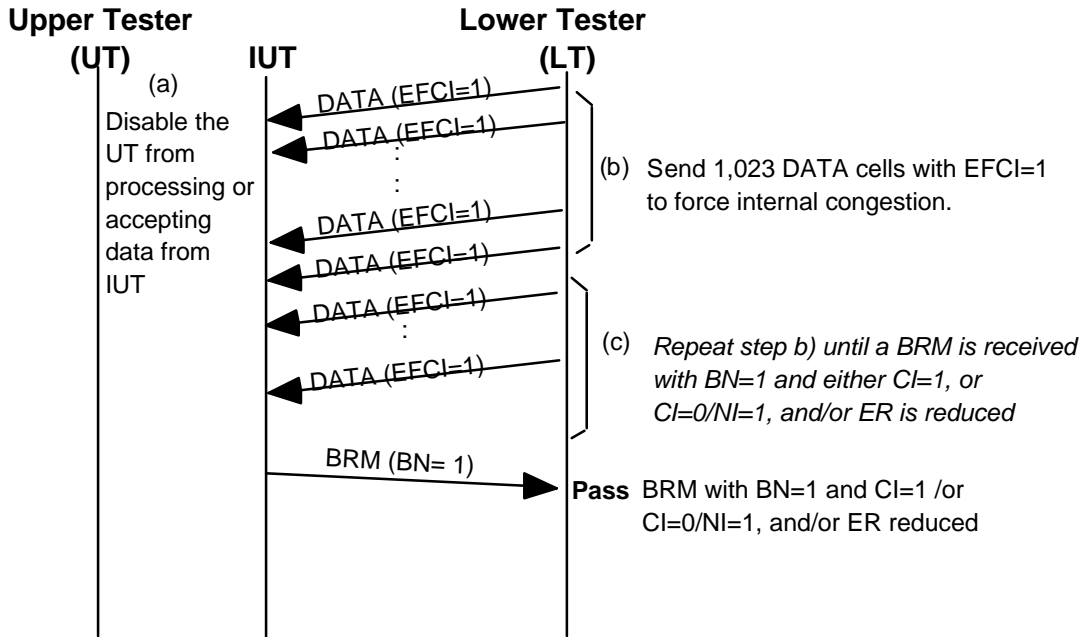 Upper Tester
(UT)
IUT
Lower Tester
(LT)
(a)
Disable the
UT from
processing or
accepting
data from
IUT
DATA (EFCI=1)
DATA (EFCI=1)
:
:
DATA (EFCI=1)
DATA (EFCI=1)
(b) Send 1,023 DATA cells with EFCI=1
to force internal congestion.
DATA (EFCI=1)
:
DATA (EFCI=1)
(c) Repeat step b) until a BRM is received
with BN=1 and either CI=1, or
CI=0/NI=1, and/or ER is reduced
BRM (BN= 1)
Pass BRM with BN=1 and CI=1 /or
CI=0/NI=1, and/or ER reduced